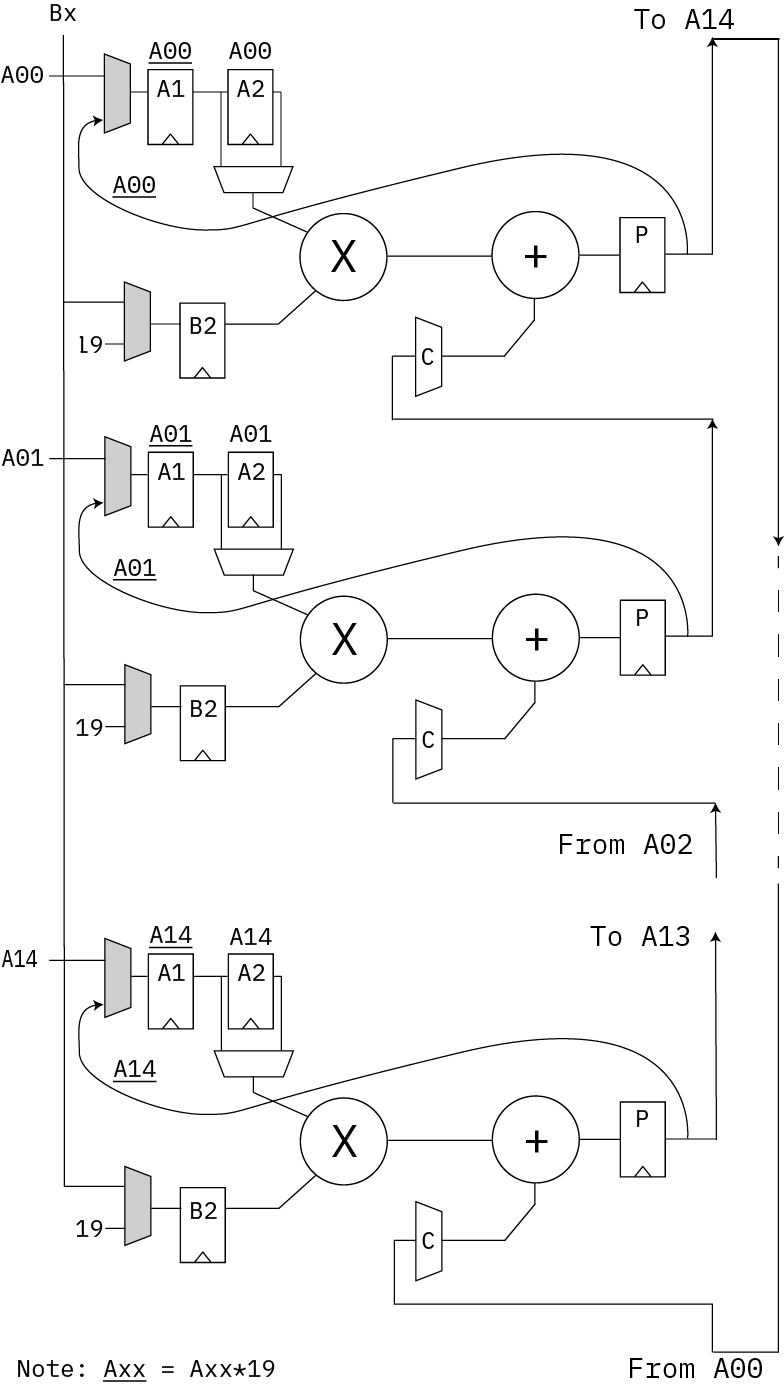 Bx
To A14
A00 A00
A00
A1 A2
A00
P
X +
B2
19
C
A01 A01
A01
A1 A2
A01
P
X +
B2
19
C
From A02
To A13
A14 A14
A14
A1 A2
A14
P
X +
B2
19
C
Note: Axx = Axx*19
From A00